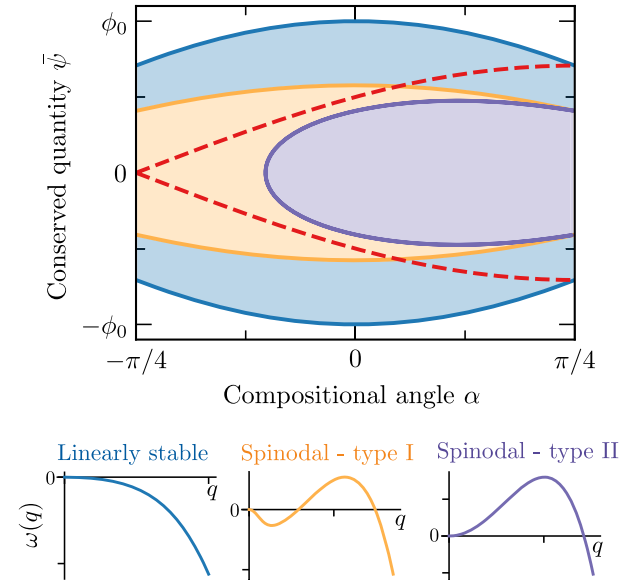 Conserved quantity ψ̄
ϕ₀
0
−ϕ₀
−π/4
0
π/4
Compositional angle α
Linearly stable
Spinodal - type I
Spinodal - type II
ω(q)
0
q
0
q
0
q